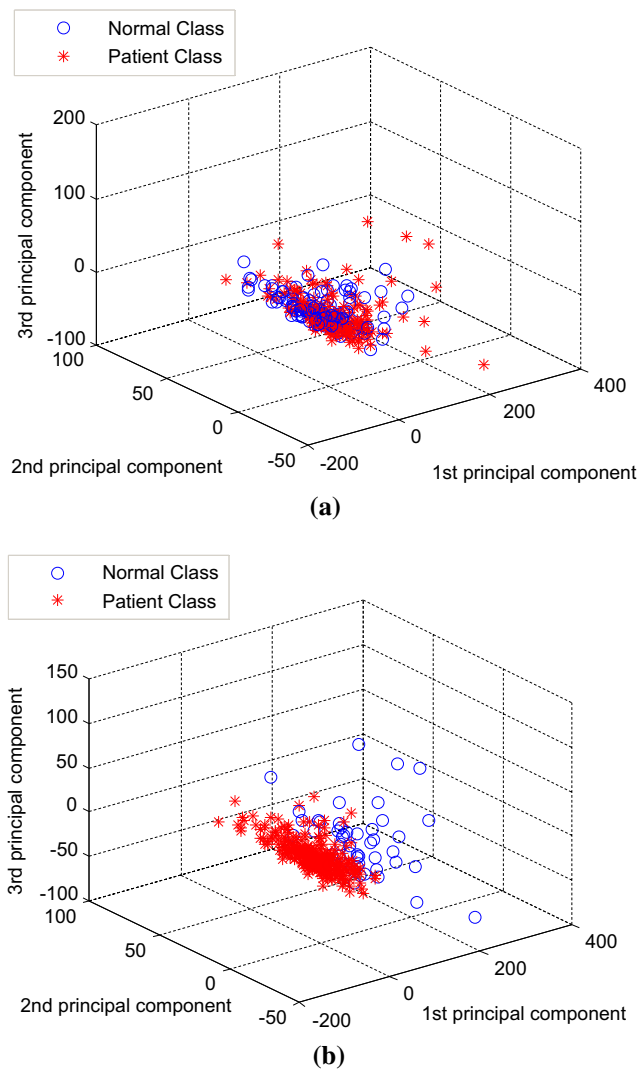 Normal Class
Patient Class
200
100
0
-100
3rd principal component
100
50
0
-50
2nd principal component
-200
0
200
400
1st principal component
(a)
Normal Class
Patient Class
150
100
50
0
-50
-100
3rd principal component
100
50
0
-50
2nd principal component
-200
0
200
400
1st principal component
(b)